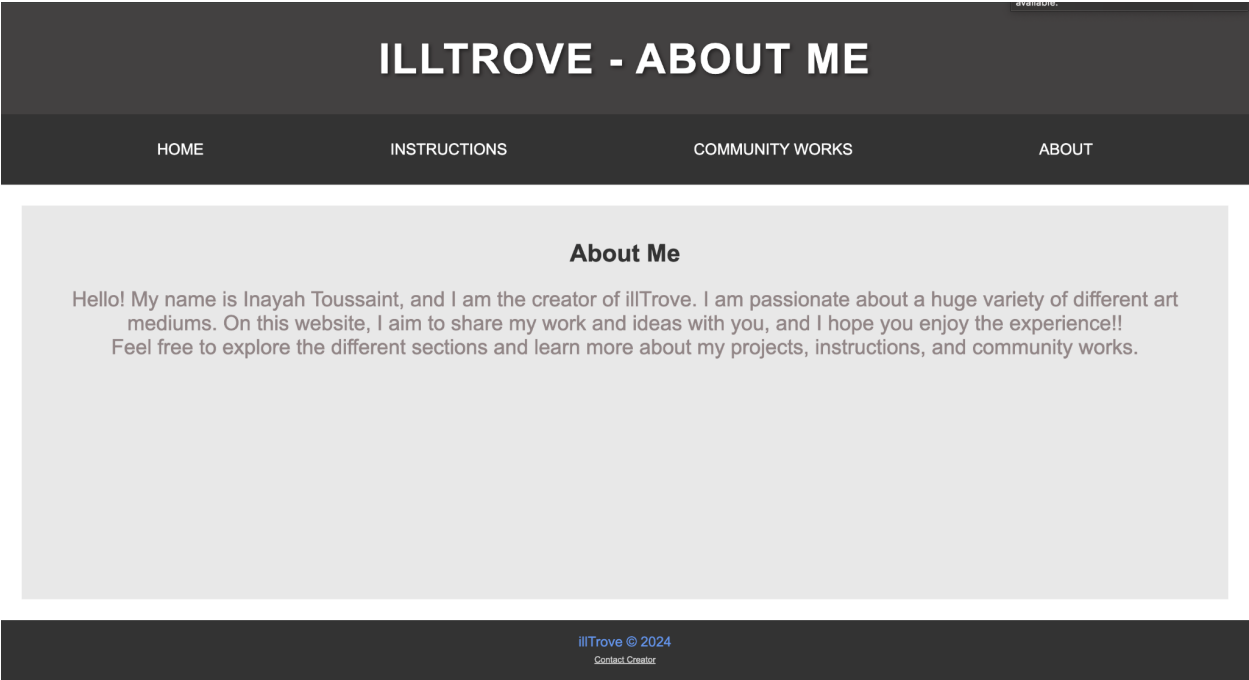 available.
ILLTROVE - ABOUT ME
HOME INSTRUCTIONS COMMUNITY WORKS ABOUT
About Me
Hello! My name is Inayah Toussaint, and I am the creator of illTrove. I am passionate about a huge variety of different art
mediums. On this website, I aim to share my work and ideas with you, and I hope you enjoy the experience!!
Feel free to explore the different sections and learn more about my projects, instructions, and community works.
illTrove © 2024
Contact Creator